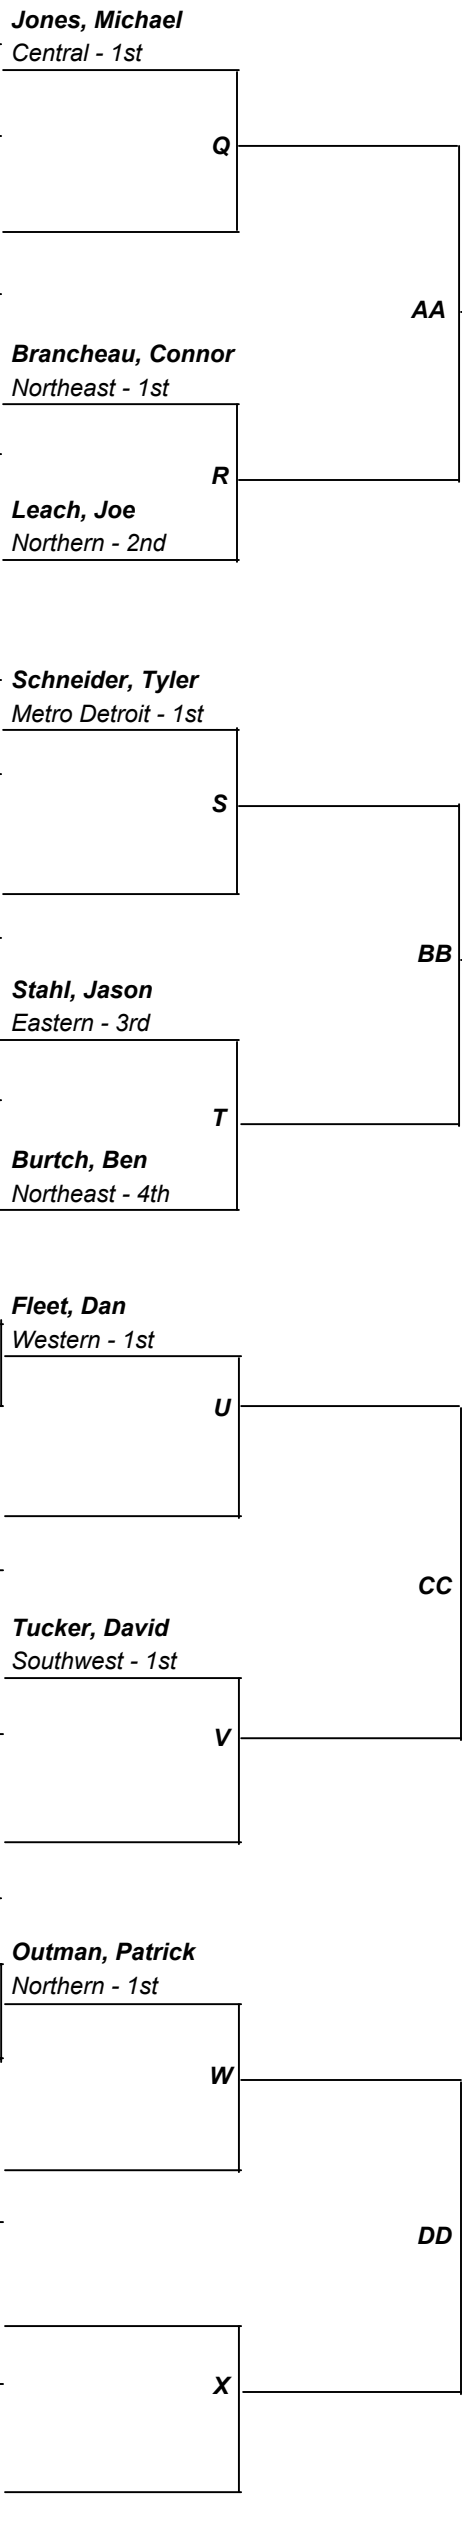 Jones, Michael
Central - 1st
Q
AA
Brancheau, Connor
Northeast - 1st
R
Leach, Joe
Northern - 2nd
Schneider, Tyler
Metro Detroit - 1st
S
BB
Stahl, Jason
Eastern - 3rd
T
Burtch, Ben
Northeast - 4th
Fleet, Dan
Western - 1st
U
CC
Tucker, David
Southwest - 1st
V
Outman, Patrick
Northern - 1st
W
DD
X